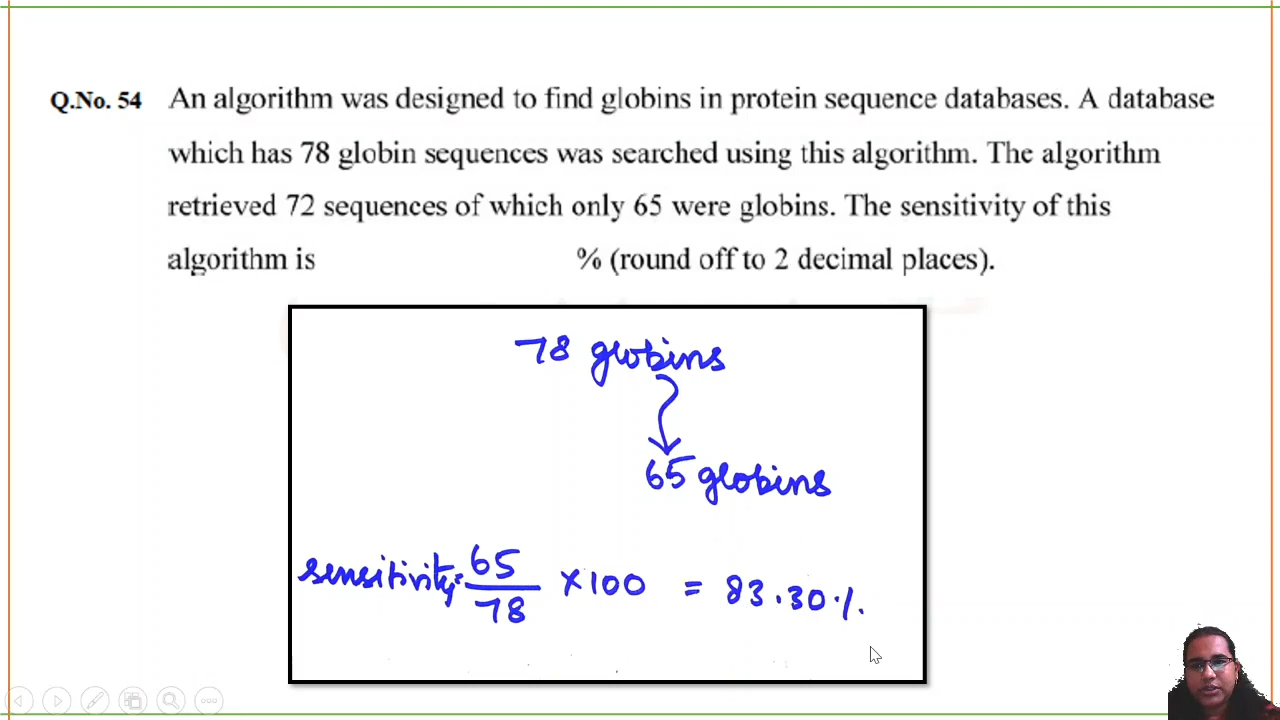 Q.No. 54 An algorithm was designed to find globins in protein sequence databases. A database
which has 78 globin sequences was searched using this algorithm. The algorithm
retrieved 72 sequences of which only 65 were globins. The sensitivity of this
algorithm is % (round off to 2 decimal places).
78 globins
65 globins
sensitivity = 65/78 × 100 = 83.30 %.